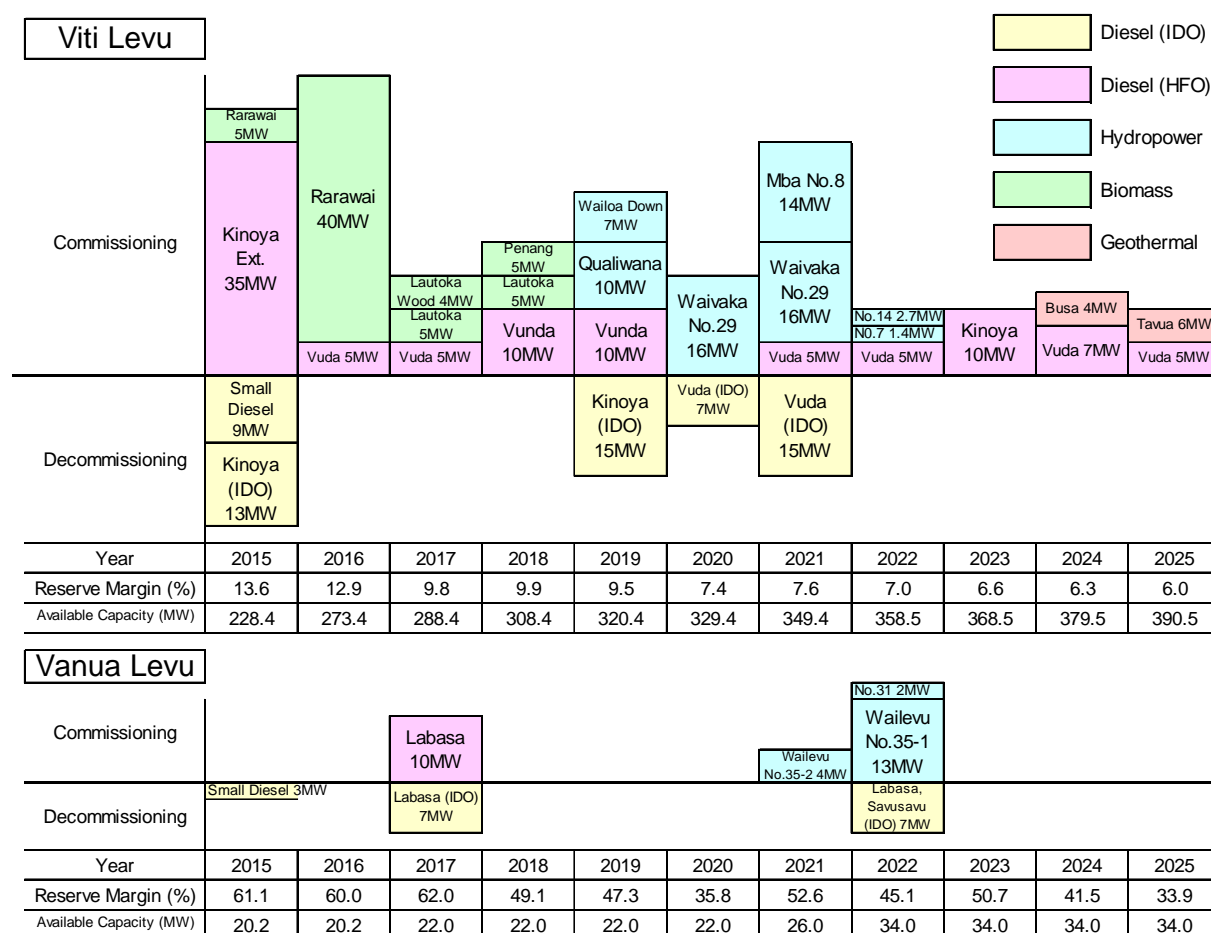 Viti Levu
Diesel (IDO)
Diesel (HFO)
Hydropower
Biomass
Geothermal
Commissioning
Rarawai
5MW
Kinoya
Ext.
35MW
Rarawai
40MW
Vuda 5MW
Lautoka
Wood 4MW
Lautoka
5MW
Vuda 5MW
Penang
5MW
Lautoka
5MW
Vunda
10MW
Wailoa Down
7MW
Qualiwana
10MW
Vunda
10MW
Waivaka
No.29
16MW
Mba No.8
14MW
Waivaka
No.29
16MW
Vuda 5MW
No.14 2.7MW
N0.7 1.4MW
Vuda 5MW
Kinoya
10MW
Busa 4MW
Vuda 7MW
Tavua 6MW
Vuda 5MW
Decommissioning
Small
Diesel
9MW
Kinoya
(IDO)
13MW
Kinoya
(IDO)
15MW
Vuda (IDO)
7MW
Vuda
(IDO)
15MW
Year 2015 2016 2017 2018 2019 2020 2021 2022 2023 2024 2025
Reserve Margin (%) 13.6 12.9 9.8 9.9 9.5 7.4 7.6 7.0 6.6 6.3 6.0
Available Capacity (MW) 228.4 273.4 288.4 308.4 320.4 329.4 349.4 358.5 368.5 379.5 390.5
Vanua Levu
Commissioning
Labasa
10MW
Wailevu
No.35-2 4MW
No.31 2MW
Wailevu
No.35-1
13MW
Decommissioning
Small Diesel 3MW
Labasa (IDO)
7MW
Labasa,
Savusavu
(IDO) 7MW
Year 2015 2016 2017 2018 2019 2020 2021 2022 2023 2024 2025
Reserve Margin (%) 61.1 60.0 62.0 49.1 47.3 35.8 52.6 45.1 50.7 41.5 33.9
Available Capacity (MW) 20.2 20.2 22.0 22.0 22.0 22.0 26.0 34.0 34.0 34.0 34.0